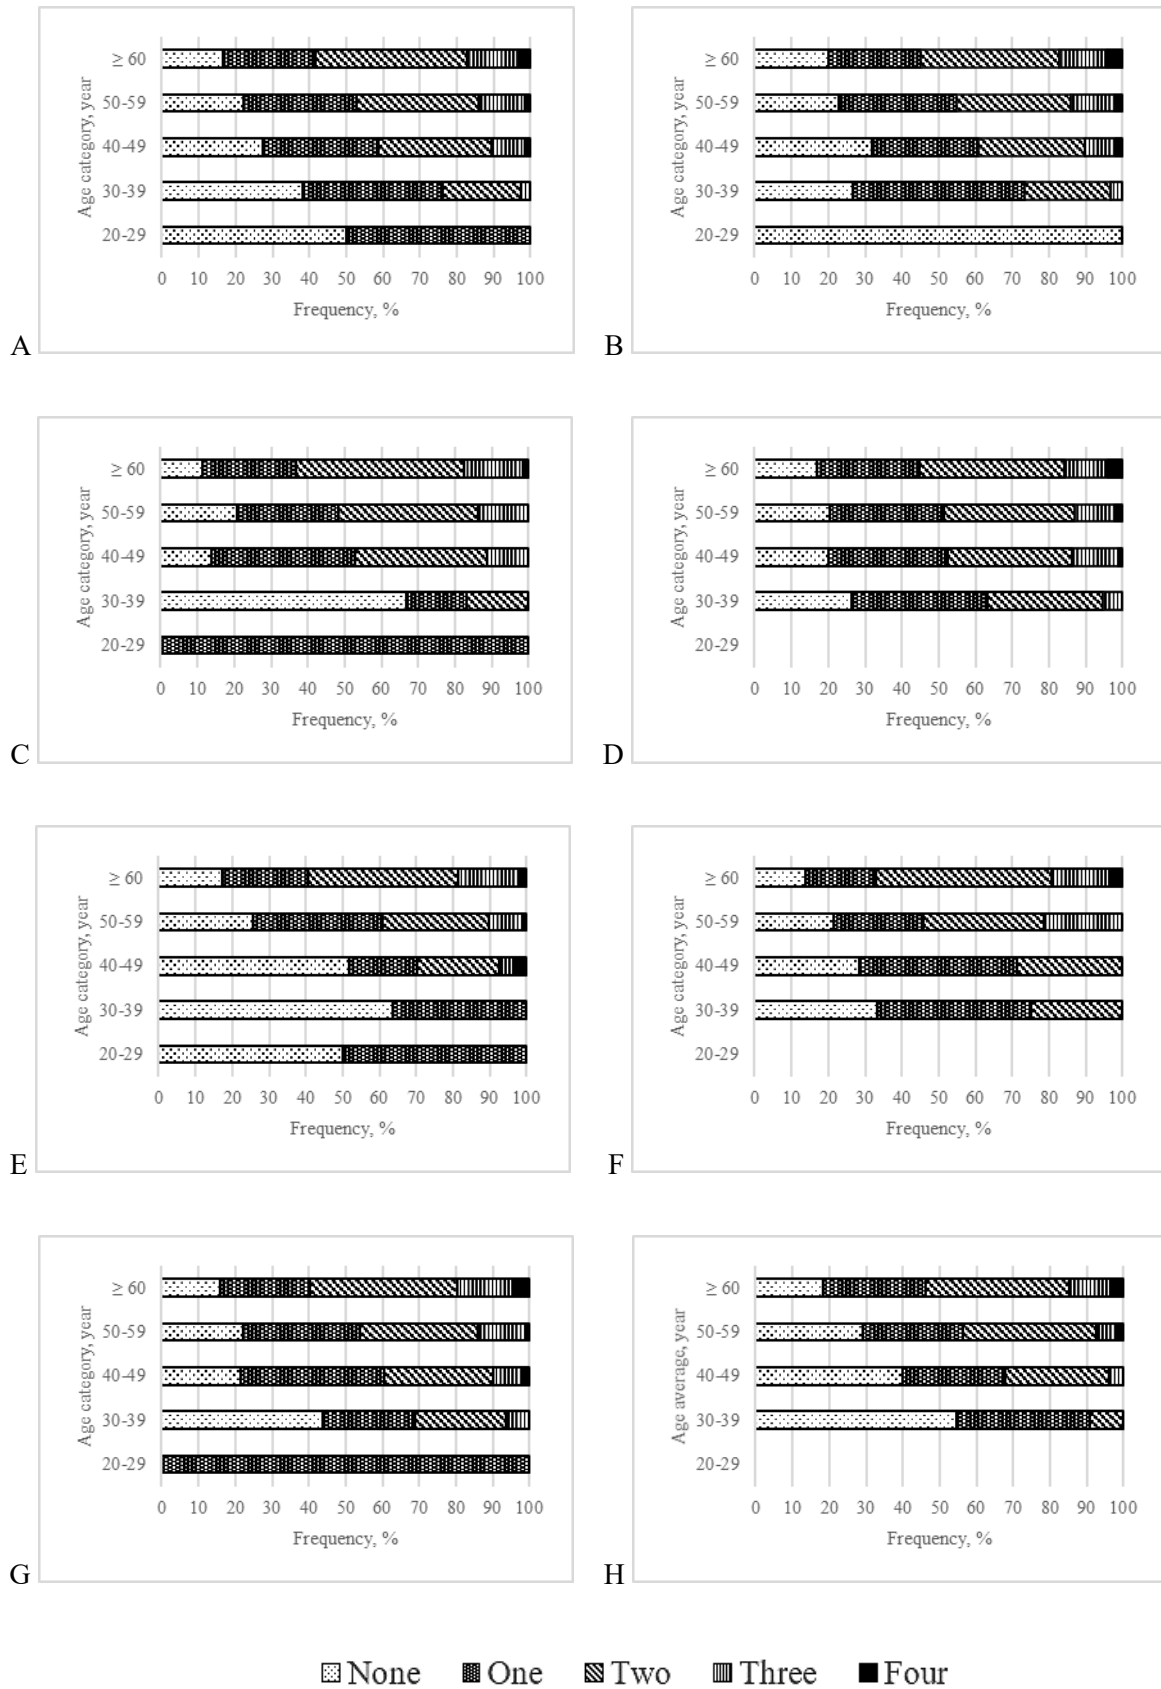 ≥ 60
50-59
40-49
30-39
20-29
Age category, year
0 10 20 30 40 50 60 70 80 90 100
Frequency, %
A
≥ 60
50-59
40-49
30-39
20-29
Age category, year
0 10 20 30 40 50 60 70 80 90 100
Frequency, %
B
≥ 60
50-59
40-49
30-39
20-29
Age category, year
0 10 20 30 40 50 60 70 80 90 100
Frequency, %
C
≥ 60
50-59
40-49
30-39
20-29
Age category, year
0 10 20 30 40 50 60 70 80 90 100
Frequency, %
D
≥ 60
50-59
40-49
30-39
20-29
Age category, year
0 10 20 30 40 50 60 70 80 90 100
Frequency, %
E
≥ 60
50-59
40-49
30-39
20-29
Age category, year
0 10 20 30 40 50 60 70 80 90 100
Frequency, %
F
≥ 60
50-59
40-49
30-39
20-29
Age category, year
0 10 20 30 40 50 60 70 80 90 100
Frequency, %
G
≥ 60
50-59
40-49
30-39
20-29
Age average, year
0 10 20 30 40 50 60 70 80 90 100
Frequency, %
H
None One Two Three Four